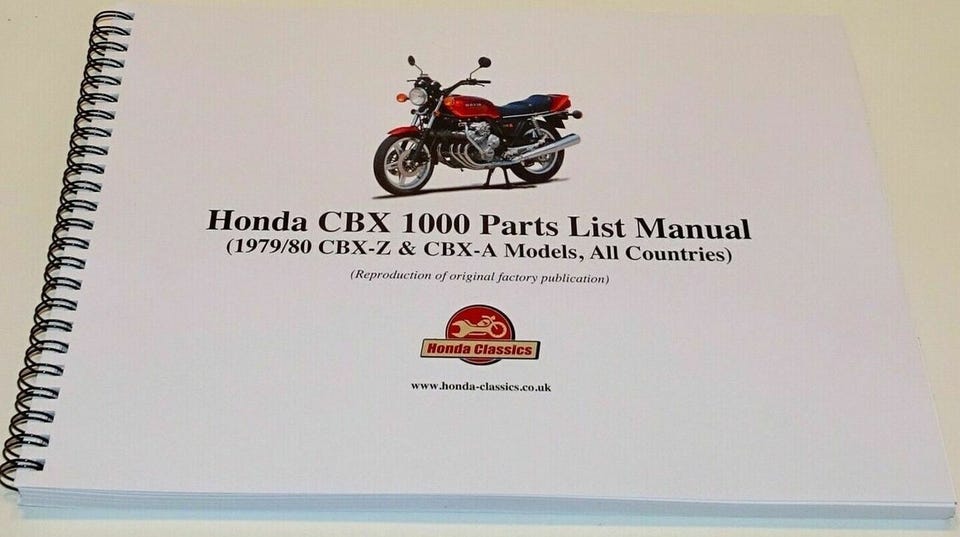 Honda CBX 1000 Parts List Manual
(1979/80 CBX-Z & CBX-A Models, All Countries)
(Reproduction of original factory publication)
Honda Classics
www.honda-classics.co.uk